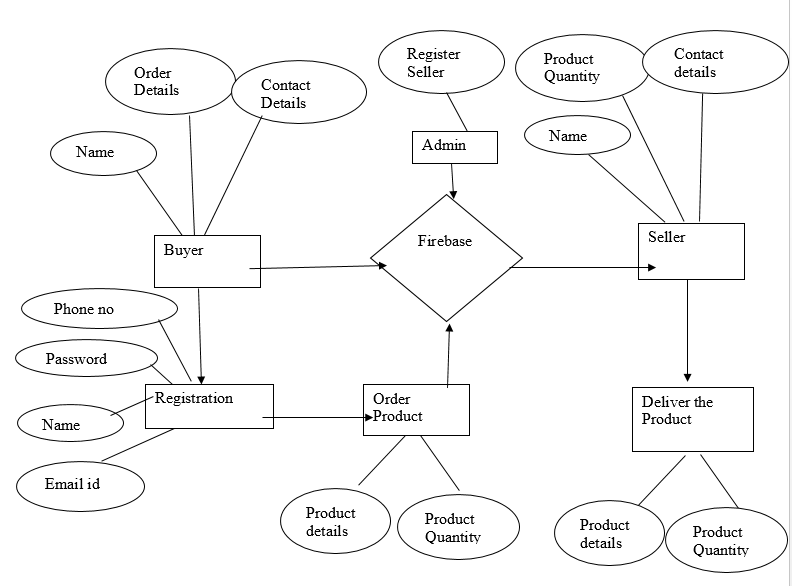 Order
Details
Contact
Details
Register
Seller
Product
Quantity
Contact
details
Name
Admin
Name
Buyer
Firebase
Seller
Phone no
Password
Registration
Name
Email id
Order
Product
Deliver the
Product
Product
details
Product
Quantity
Product
details
Product
Quantity